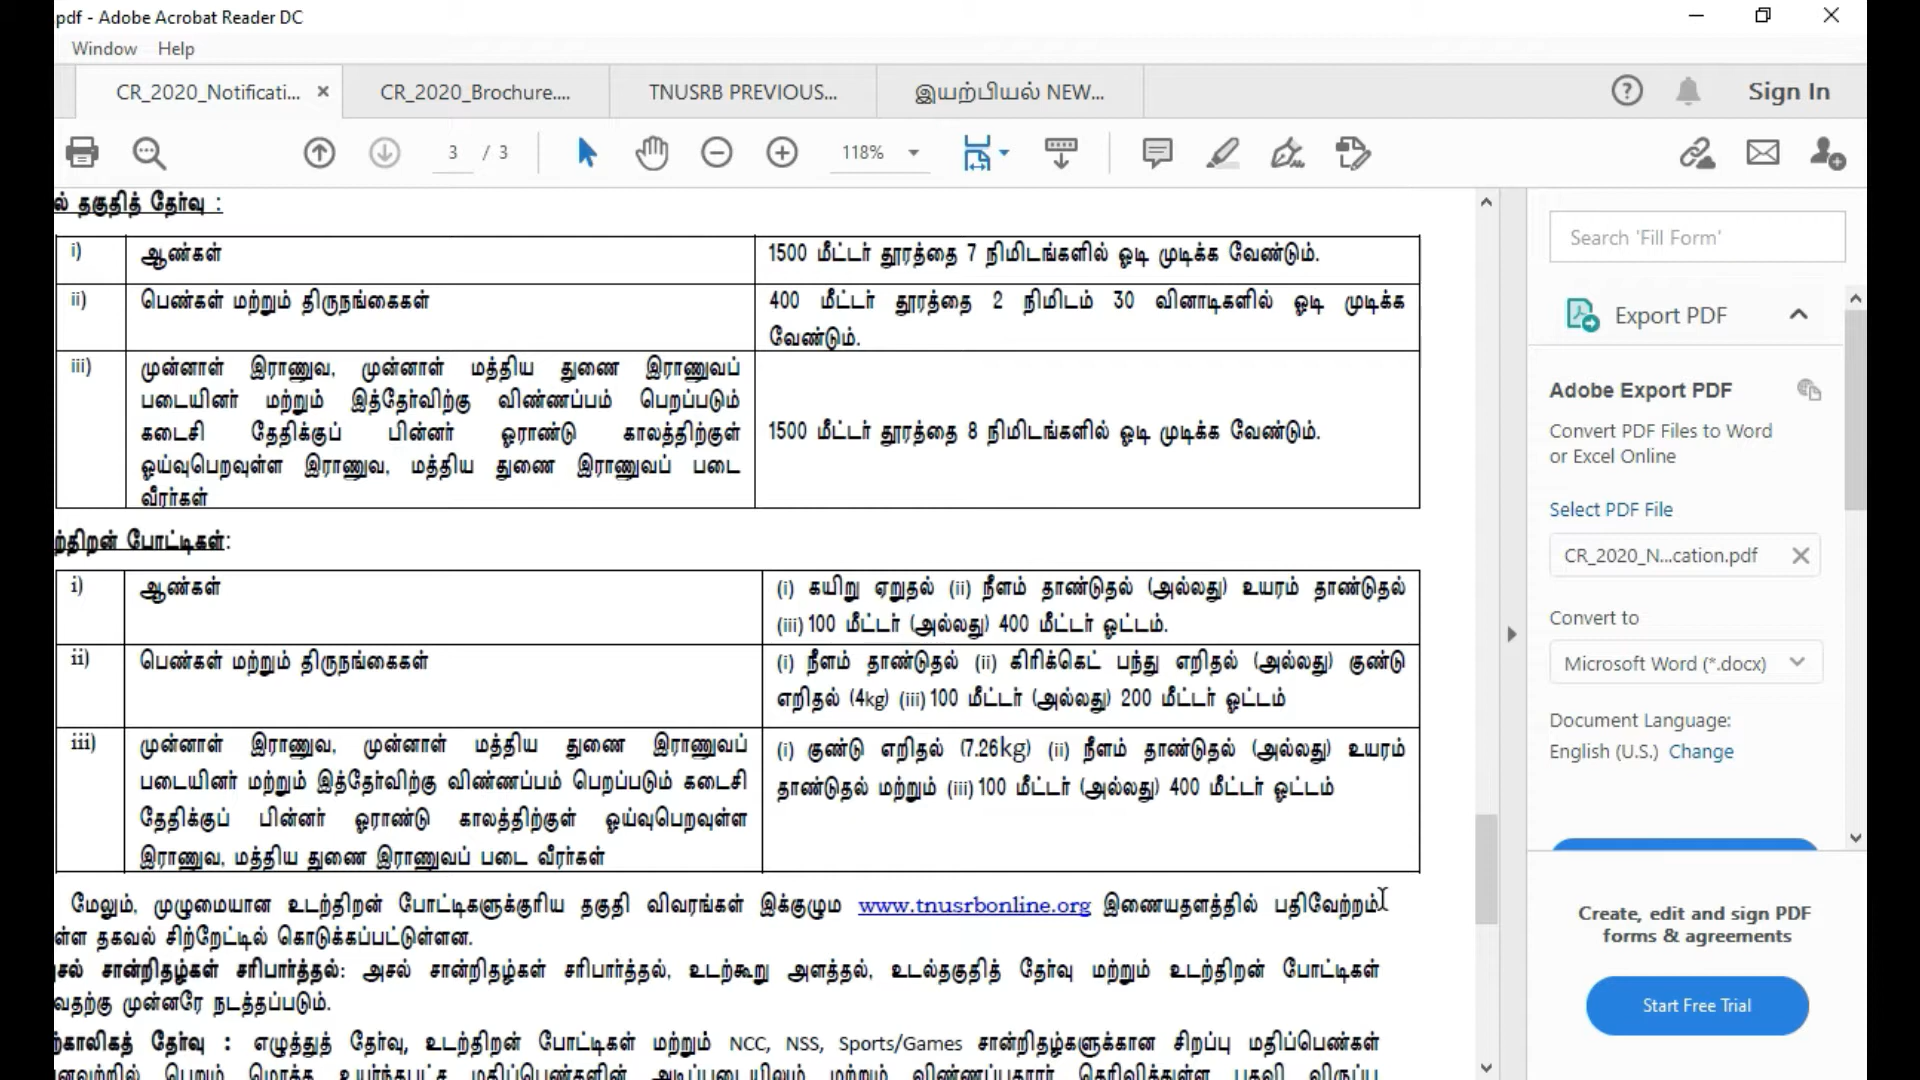 pdf - Adobe Acrobat Reader DC
Window Help
CR_2020_Notificati... CR_2020_Brochure.... TNUSRB PREVIOUS... இயற்பியல் NEW... Sign In
3 / 3 118%
ல் தகுதித் தேர்வு :
i) ஆண்கள் 1500 மீட்டர் தூரத்தை 7 நிமிடங்களில் ஓடி முடிக்க வேண்டும்.
ii) பெண்கள் மற்றும் திருநங்கைகள் 400 மீட்டர் தூரத்தை 2 நிமிடம் 30 வினாடிகளில் ஓடி முடிக்க
வேண்டும்.
iii) முன்னாள் இராணுவ, முன்னாள் மத்திய துணை இராணுவப்
படையினர் மற்றும் இத்தேர்விற்கு விண்ணப்பம் பெறப்படும்
கடைசி தேதிக்குப் பின்னர் ஓராண்டு காலத்திற்குள்
ஓய்வுபெறவுள்ள இராணுவ, மத்திய துணை இராணுவப் படை
வீரர்கள்
1500 மீட்டர் தூரத்தை 8 நிமிடங்களில் ஓடி முடிக்க வேண்டும்.
ற்திறன் போட்டிகள்:
i) ஆண்கள் (i) கயிறு ஏறுதல் (ii) நீளம் தாண்டுதல் (அல்லது) உயரம் தாண்டுதல்
(iii) 100 மீட்டர் (அல்லது) 400 மீட்டர் ஓட்டம்.
ii) பெண்கள் மற்றும் திருநங்கைகள் (i) நீளம் தாண்டுதல் (ii) கிரிக்கெட் பந்து எறிதல் (அல்லது) குண்டு
எறிதல் (4kg) (iii) 100 மீட்டர் (அல்லது) 200 மீட்டர் ஓட்டம்
iii) முன்னாள் இராணுவ, முன்னாள் மத்திய துணை இராணுவப்
படையினர் மற்றும் இத்தேர்விற்கு விண்ணப்பம் பெறப்படும் கடைசி
தேதிக்குப் பின்னர் ஓராண்டு காலத்திற்குள் ஓய்வுபெறவுள்ள
இராணுவ, மத்திய துணை இராணுவப் படை வீரர்கள்
(i) குண்டு எறிதல் (7.26kg) (ii) நீளம் தாண்டுதல் (அல்லது) உயரம்
தாண்டுதல் மற்றும் (iii) 100 மீட்டர் (அல்லது) 400 மீட்டர் ஓட்டம்
மேலும், முழுமையான உடற்திறன் போட்டிகளுக்குரிய தகுதி விவரங்கள் இக்குழும www.tnusrbonline.org இணையதளத்தில் பதிவேற்றம்
ள்ள தகவல் சிற்றேட்டில் கொடுக்கப்பட்டுள்ளன.
சல் சான்றிதழ்கள் சரிபார்த்தல்: அசல் சான்றிதழ்கள் சரிபார்த்தல், உடற்கூறு அளத்தல், உடல்தகுதித் தேர்வு மற்றும் உடற்திறன் போட்டிகள்
வதற்கு முன்னரே நடத்தப்படும்.
ற்காலிகத் தேர்வு : எழுத்துத் தேர்வு, உடற்திறன் போட்டிகள் மற்றும் NCC, NSS, Sports/Games சான்றிதழ்களுக்கான சிறப்பு மதிப்பெண்கள்
Search 'Fill Form'
Export PDF
Adobe Export PDF
Convert PDF Files to Word
or Excel Online
Select PDF File
CR_2020_N...cation.pdf
Convert to
Microsoft Word (*.docx)
Document Language:
English (U.S.) Change
Create, edit and sign PDF
forms & agreements
Start Free Trial